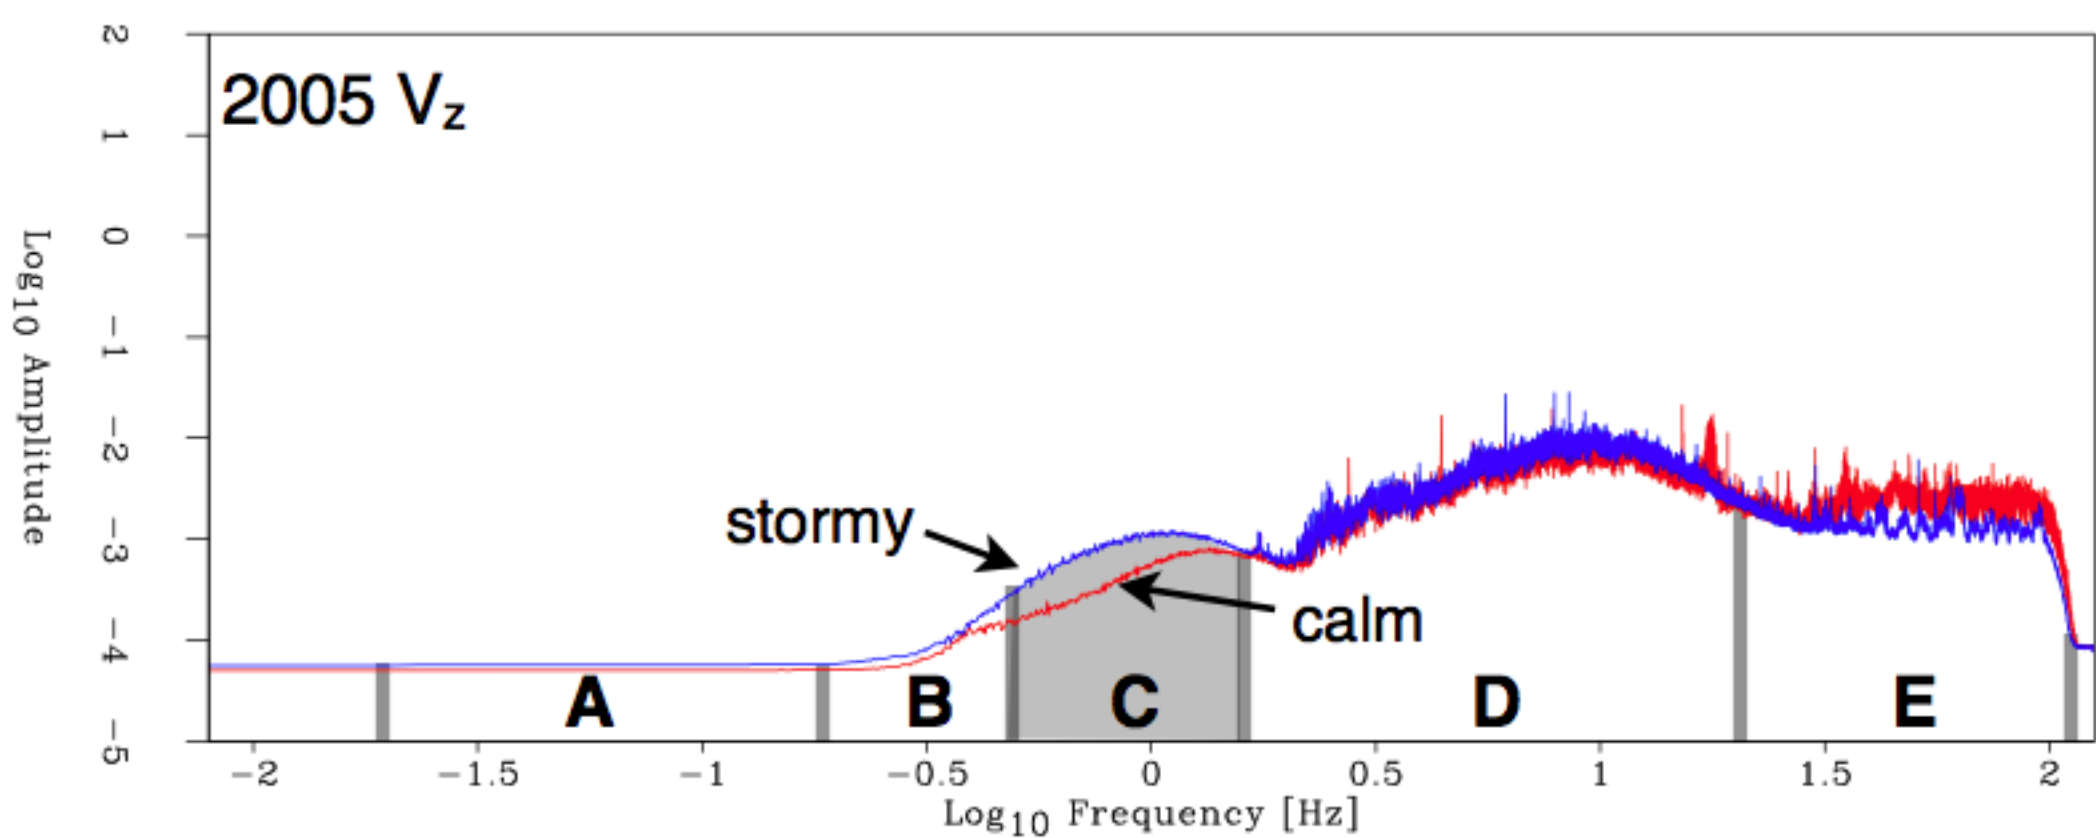 2005 Vz
2
1
0
-1
-2
-3
-4
-5
Log10 Amplitude
stormy
calm
A B C D E
-2 -1.5 -1 -0.5 0 0.5 1 1.5 2
Log10 Frequency [Hz]